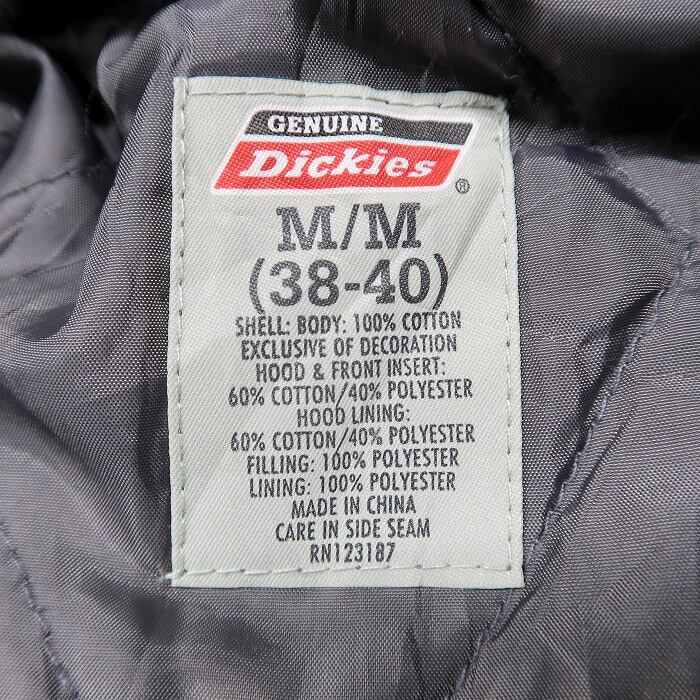 GENUINE
Dickies
®
M/M
(38-40)
SHELL: BODY: 100% COTTON
EXCLUSIVE OF DECORATION
HOOD & FRONT INSERT:
60% COTTON/40% POLYESTER
HOOD LINING:
60% COTTON/40% POLYESTER
FILLING: 100% POLYESTER
LINING: 100% POLYESTER
MADE IN CHINA
CARE IN SIDE SEAM
RN123187